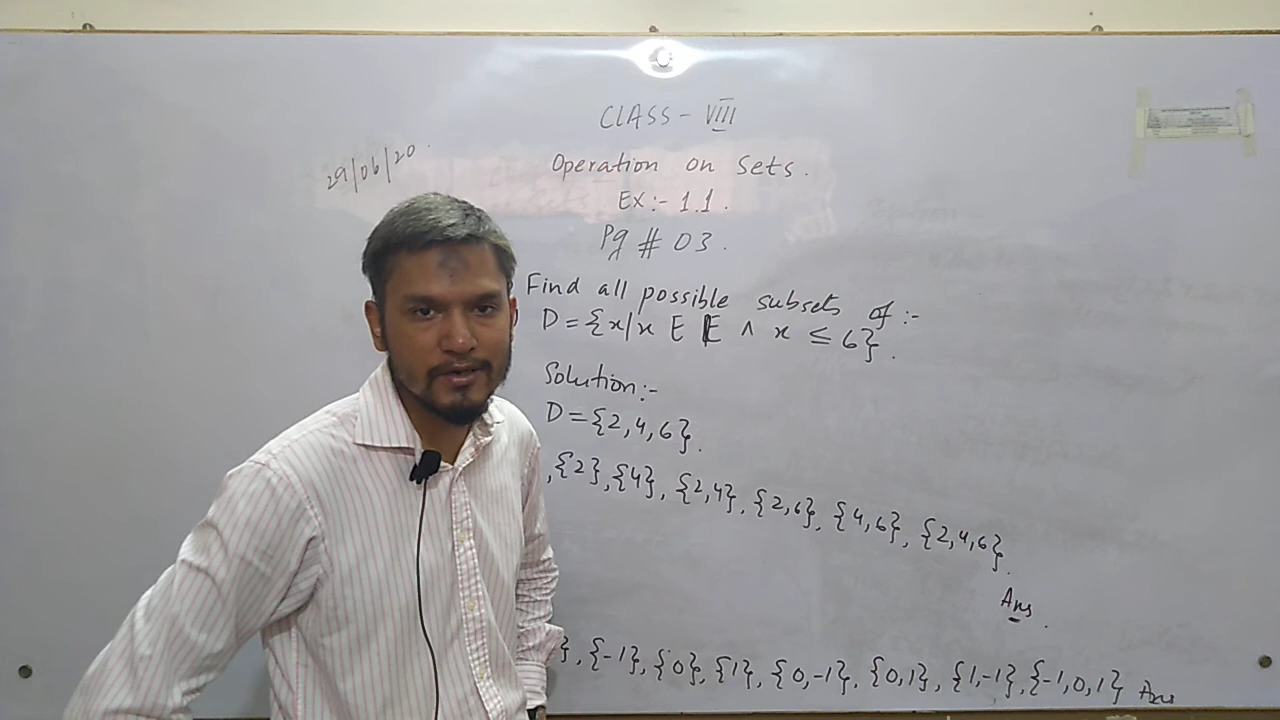 CLASS - VIII
29/06/20.
Operation on Sets.
Ex:- 1.1.
Pg # 03.
Find all possible subsets of :-
D = {x/x E E ∧ x ≤ 6}.
Solution:-
D = {2,4,6}.
,{2},{4}, {2,4}, {2,6}, {4,6}, {2,4,6}.
Ans.
}, {-1}, {0}, {1}, {0,-1}, {0,1}, {1,-1}, {-1,0,1} Ans